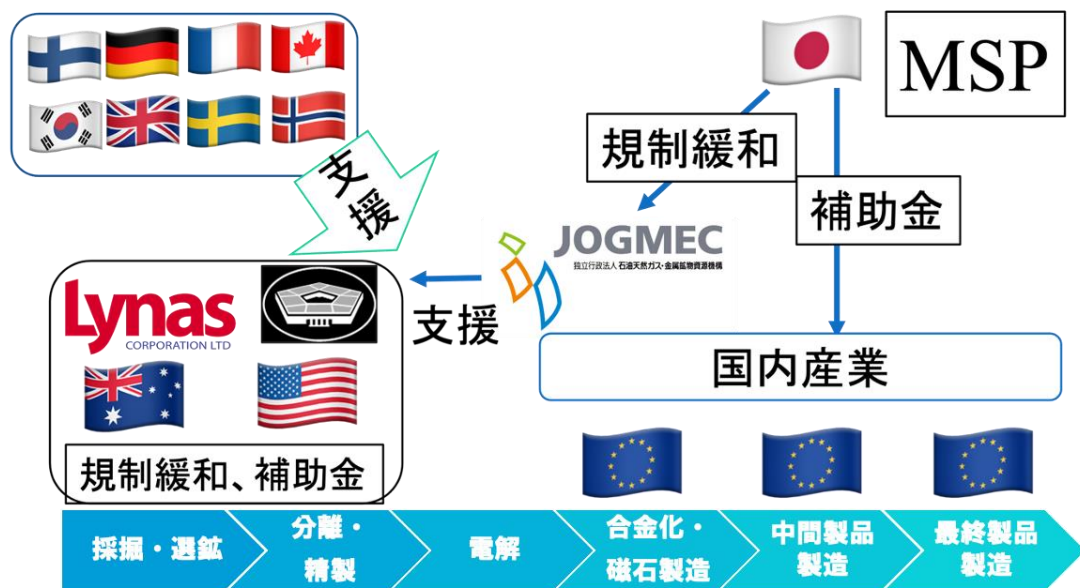 MSP
規制緩和
補助金
支
援
JOGMEC
独立行政法人 石油天然ガス・金属鉱物資源機構
支援
Lynas
CORPORATION LTD
規制緩和、補助金
国内産業
採掘・選鉱
分離・
精製
電解
合金化・
磁石製造
中間製品
製造
最終製品
製造